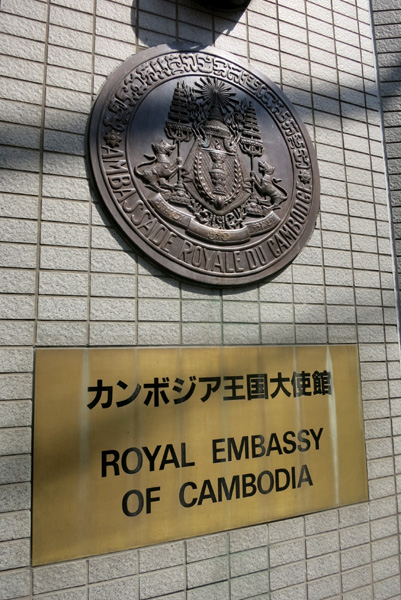 AMBASSADE ROYALE DU CAMBODGE
カンボジア王国大使館
ROYAL EMBASSY
OF CAMBODIA